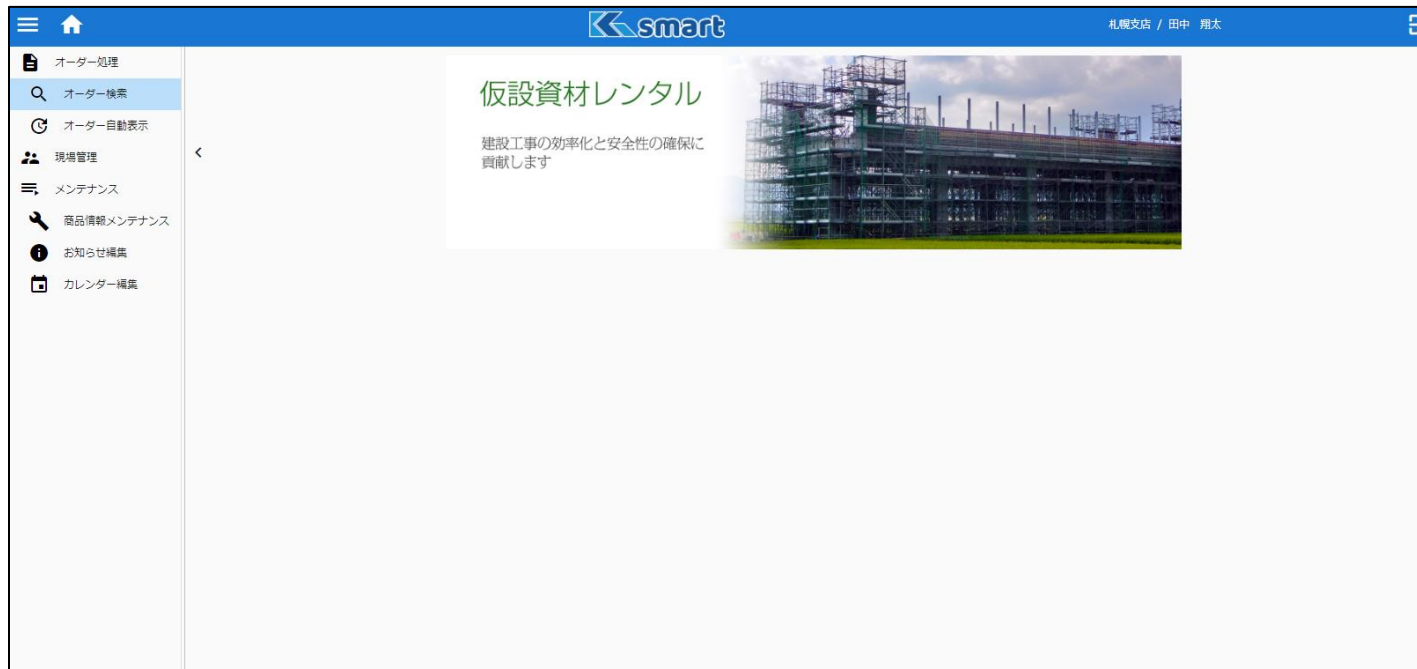 K smart
札幌支店 / 田中 翔太
オーダー処理
オーダー検索
オーダー自動表示
現場管理
メンテナンス
商品情報メンテナンス
お知らせ編集
カレンダー編集
仮設資材レンタル
建設工事の効率化と安全性の確保に
貢献します